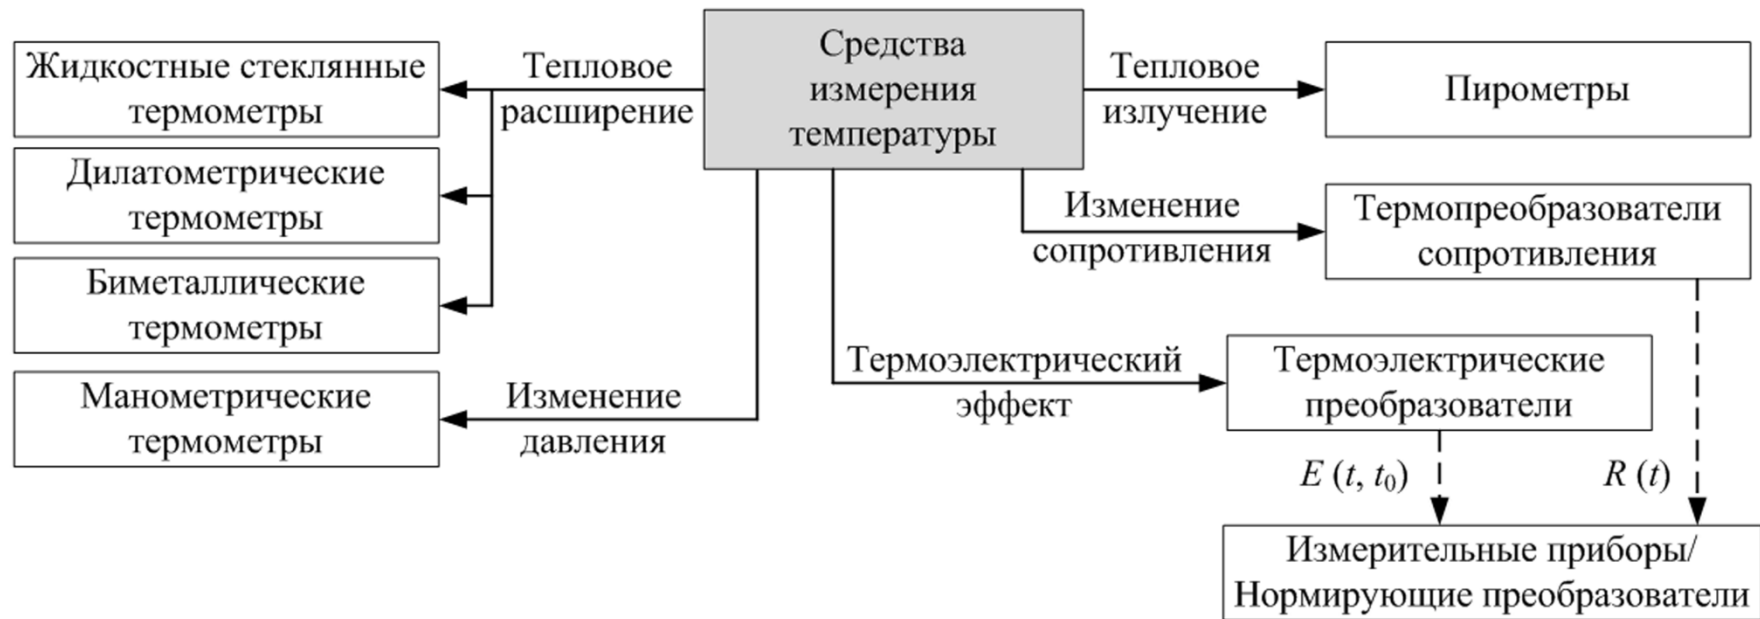 Средства
измерения
температуры
Тепловое
расширение
Жидкостные стеклянные
термометры
Дилатометрические
термометры
Биметаллические
термометры
Изменение
давления
Манометрические
термометры
Тепловое
излучение
Пирометры
Изменение
сопротивления
Термопреобразователи
сопротивления
Термоэлектрический
эффект
Термоэлектрические
преобразователи
E (t, t₀)
R (t)
Измерительные приборы/
Нормирующие преобразователи